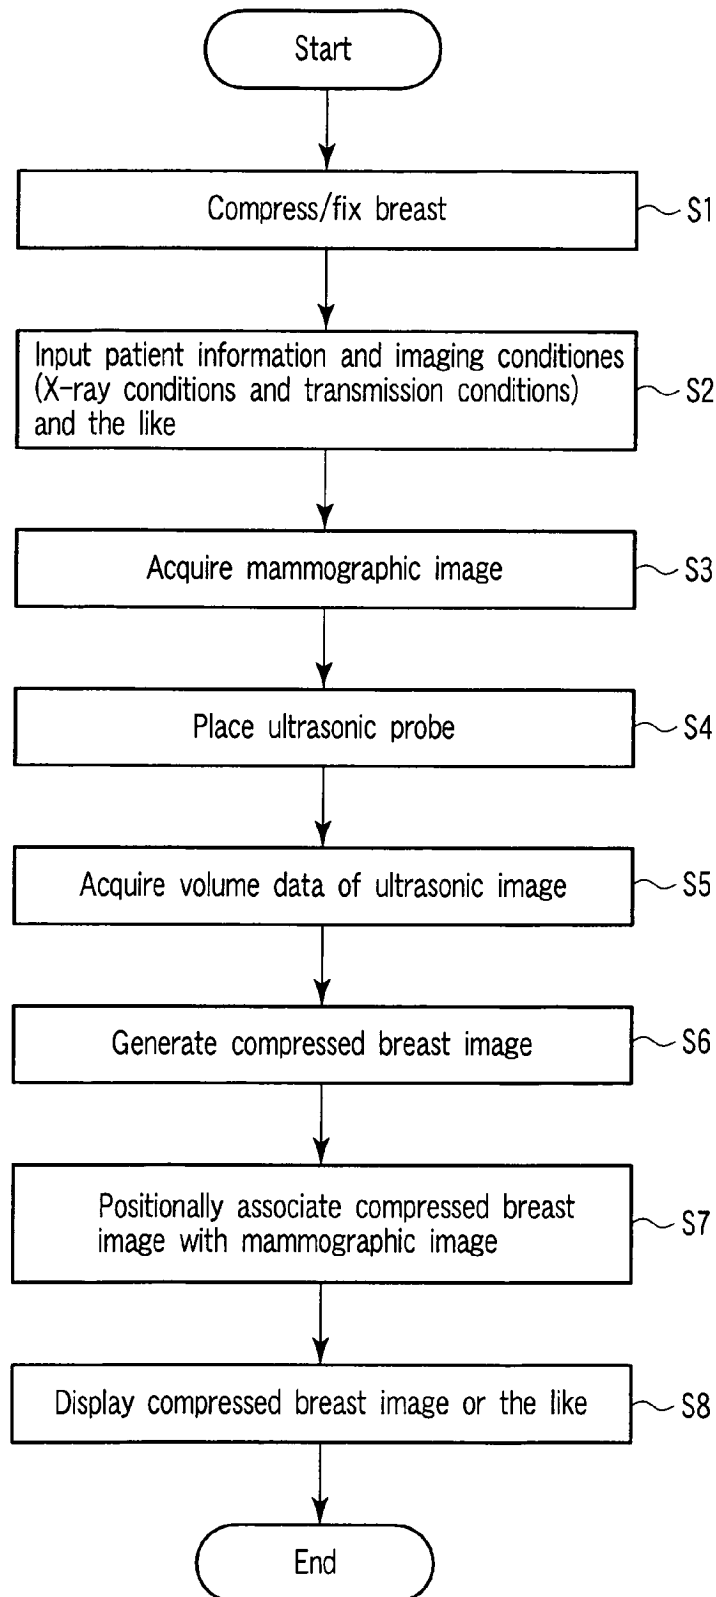 Start
Compress/fix breast
S1
Input patient information and imaging conditiones
(X-ray conditions and transmission conditions)
and the like
S2
Acquire mammographic image
S3
Place ultrasonic probe
S4
Acquire volume data of ultrasonic image
S5
Generate compressed breast image
S6
Positionally associate compressed breast
image with mammographic image
S7
Display compressed breast image or the like
S8
End